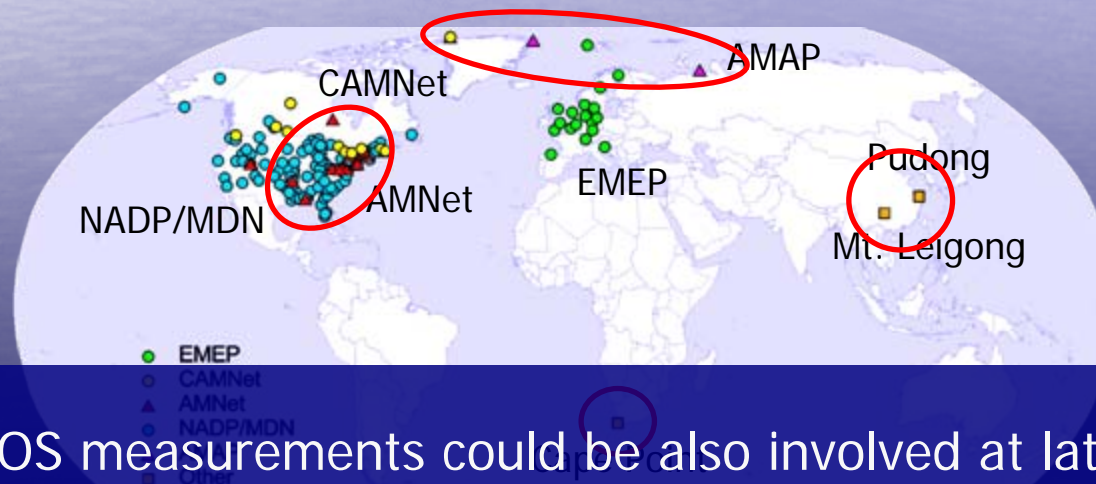 AMAP
CAMNet
Pudong
EMEP
AMNet
NADP/MDN
Mt. Leigong
EMEP
CAMNet
AMNet
NADP/MDN
OS measurements could be also involved at lat
Other